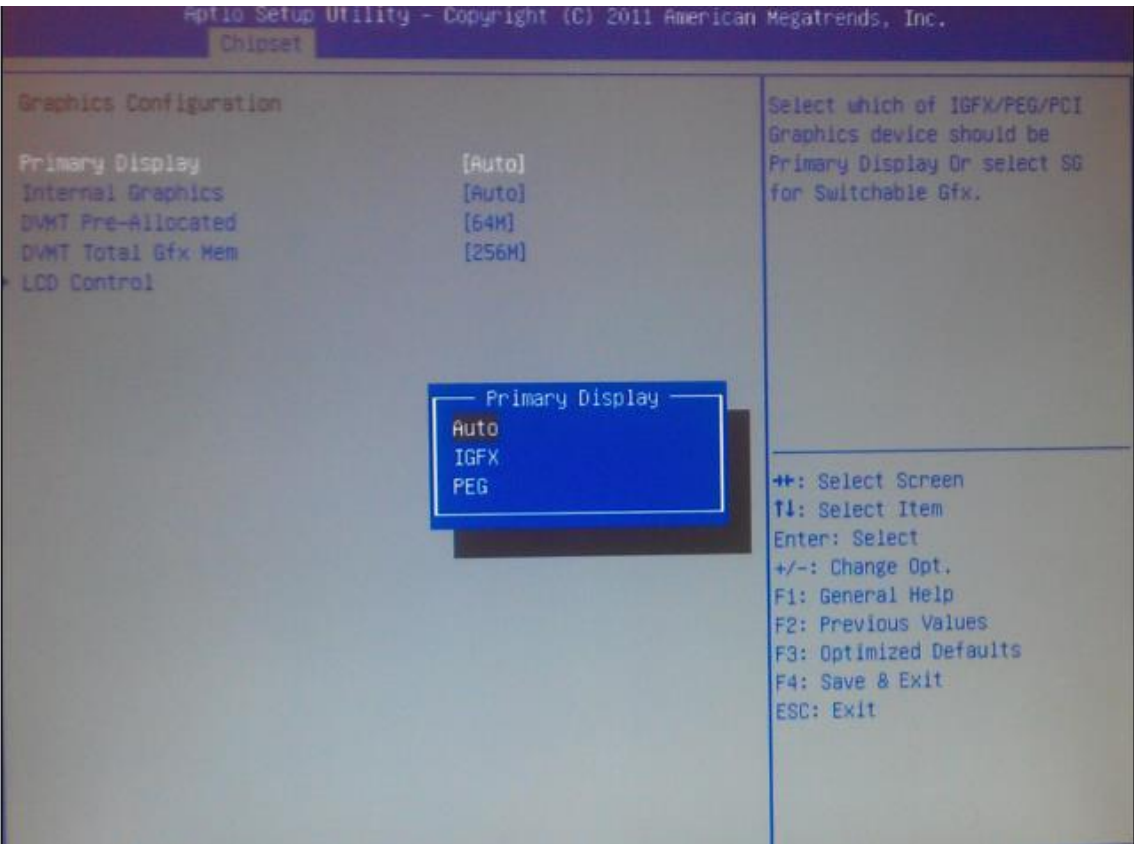 Aptio Setup Utility - Copyright (C) 2011 American Megatrends, Inc.
Chipset
Graphics Configuration
Primary Display [Auto]
Internal Graphics [Auto]
DVMT Pre-Allocated [64M]
DVMT Total Gfx Mem [256M]
LCD Control
Select which of IGFX/PEG/PCI
Graphics device should be
Primary Display Or select SG
for Switchable Gfx.
Primary Display
Auto
IGFX
PEG
→←: Select Screen
↑↓: Select Item
Enter: Select
+/-: Change Opt.
F1: General Help
F2: Previous Values
F3: Optimized Defaults
F4: Save & Exit
ESC: Exit